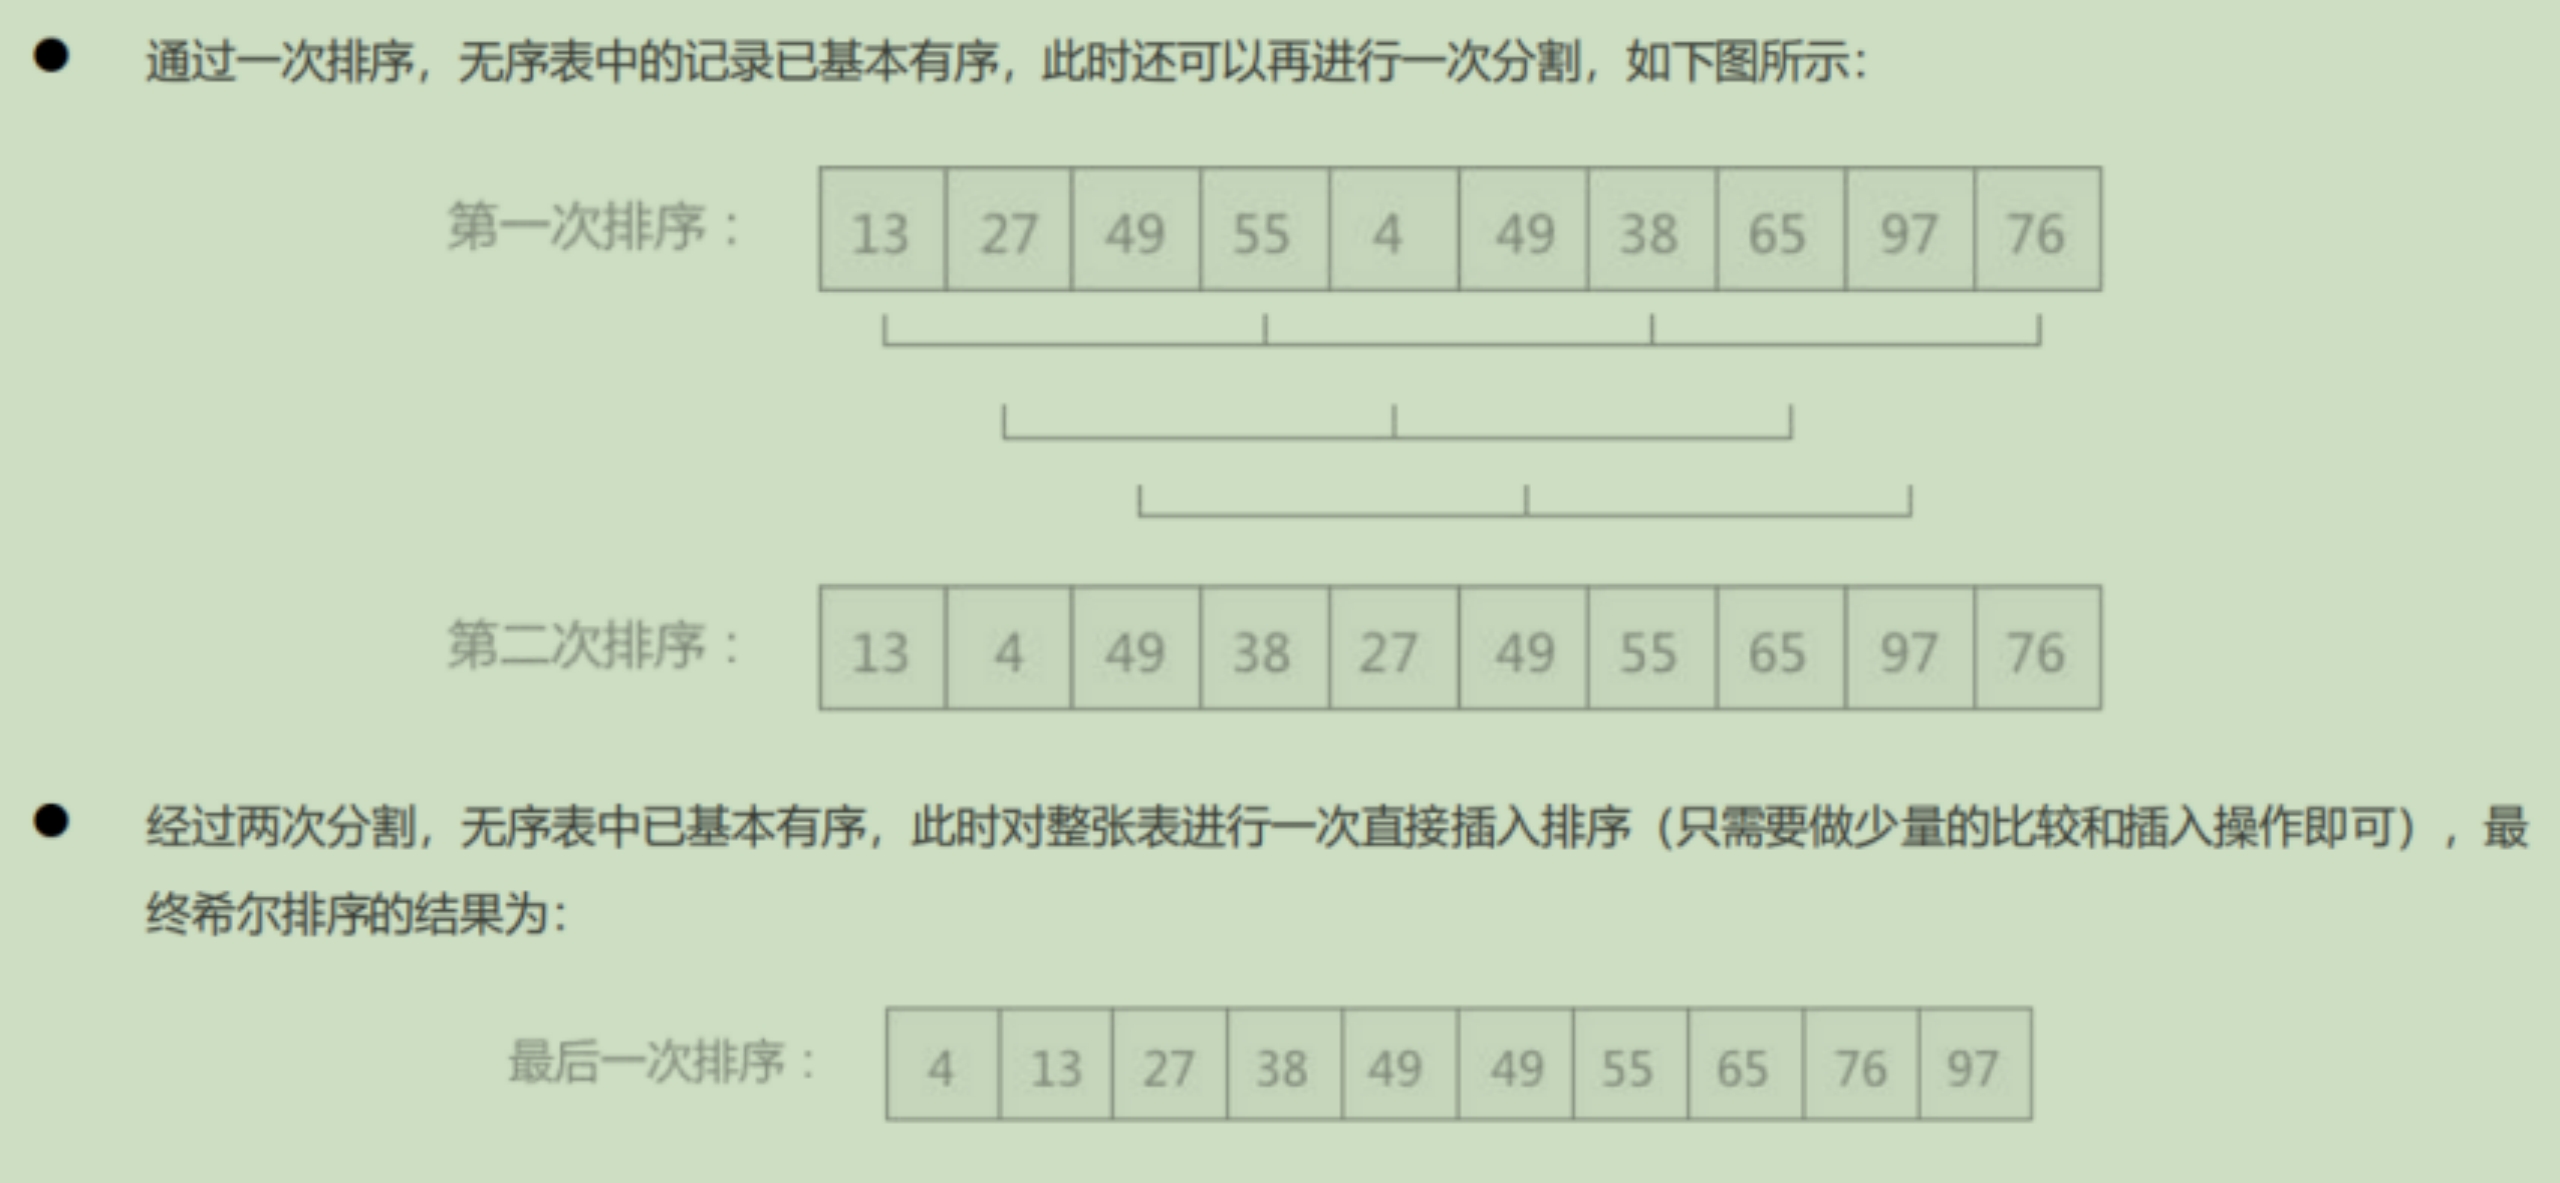 ● 通过一次排序，无序表中的记录已基本有序，此时还可以再进行一次分割，如下图所示：
第一次排序： 13 27 49 55 4 49 38 65 97 76
第二次排序： 13 4 49 38 27 49 55 65 97 76
● 经过两次分割，无序表中已基本有序，此时对整张表进行一次直接插入排序（只需要做少量的比较和插入操作即可），最
终希尔排序的结果为：
最后一次排序： 4 13 27 38 49 49 55 65 76 97